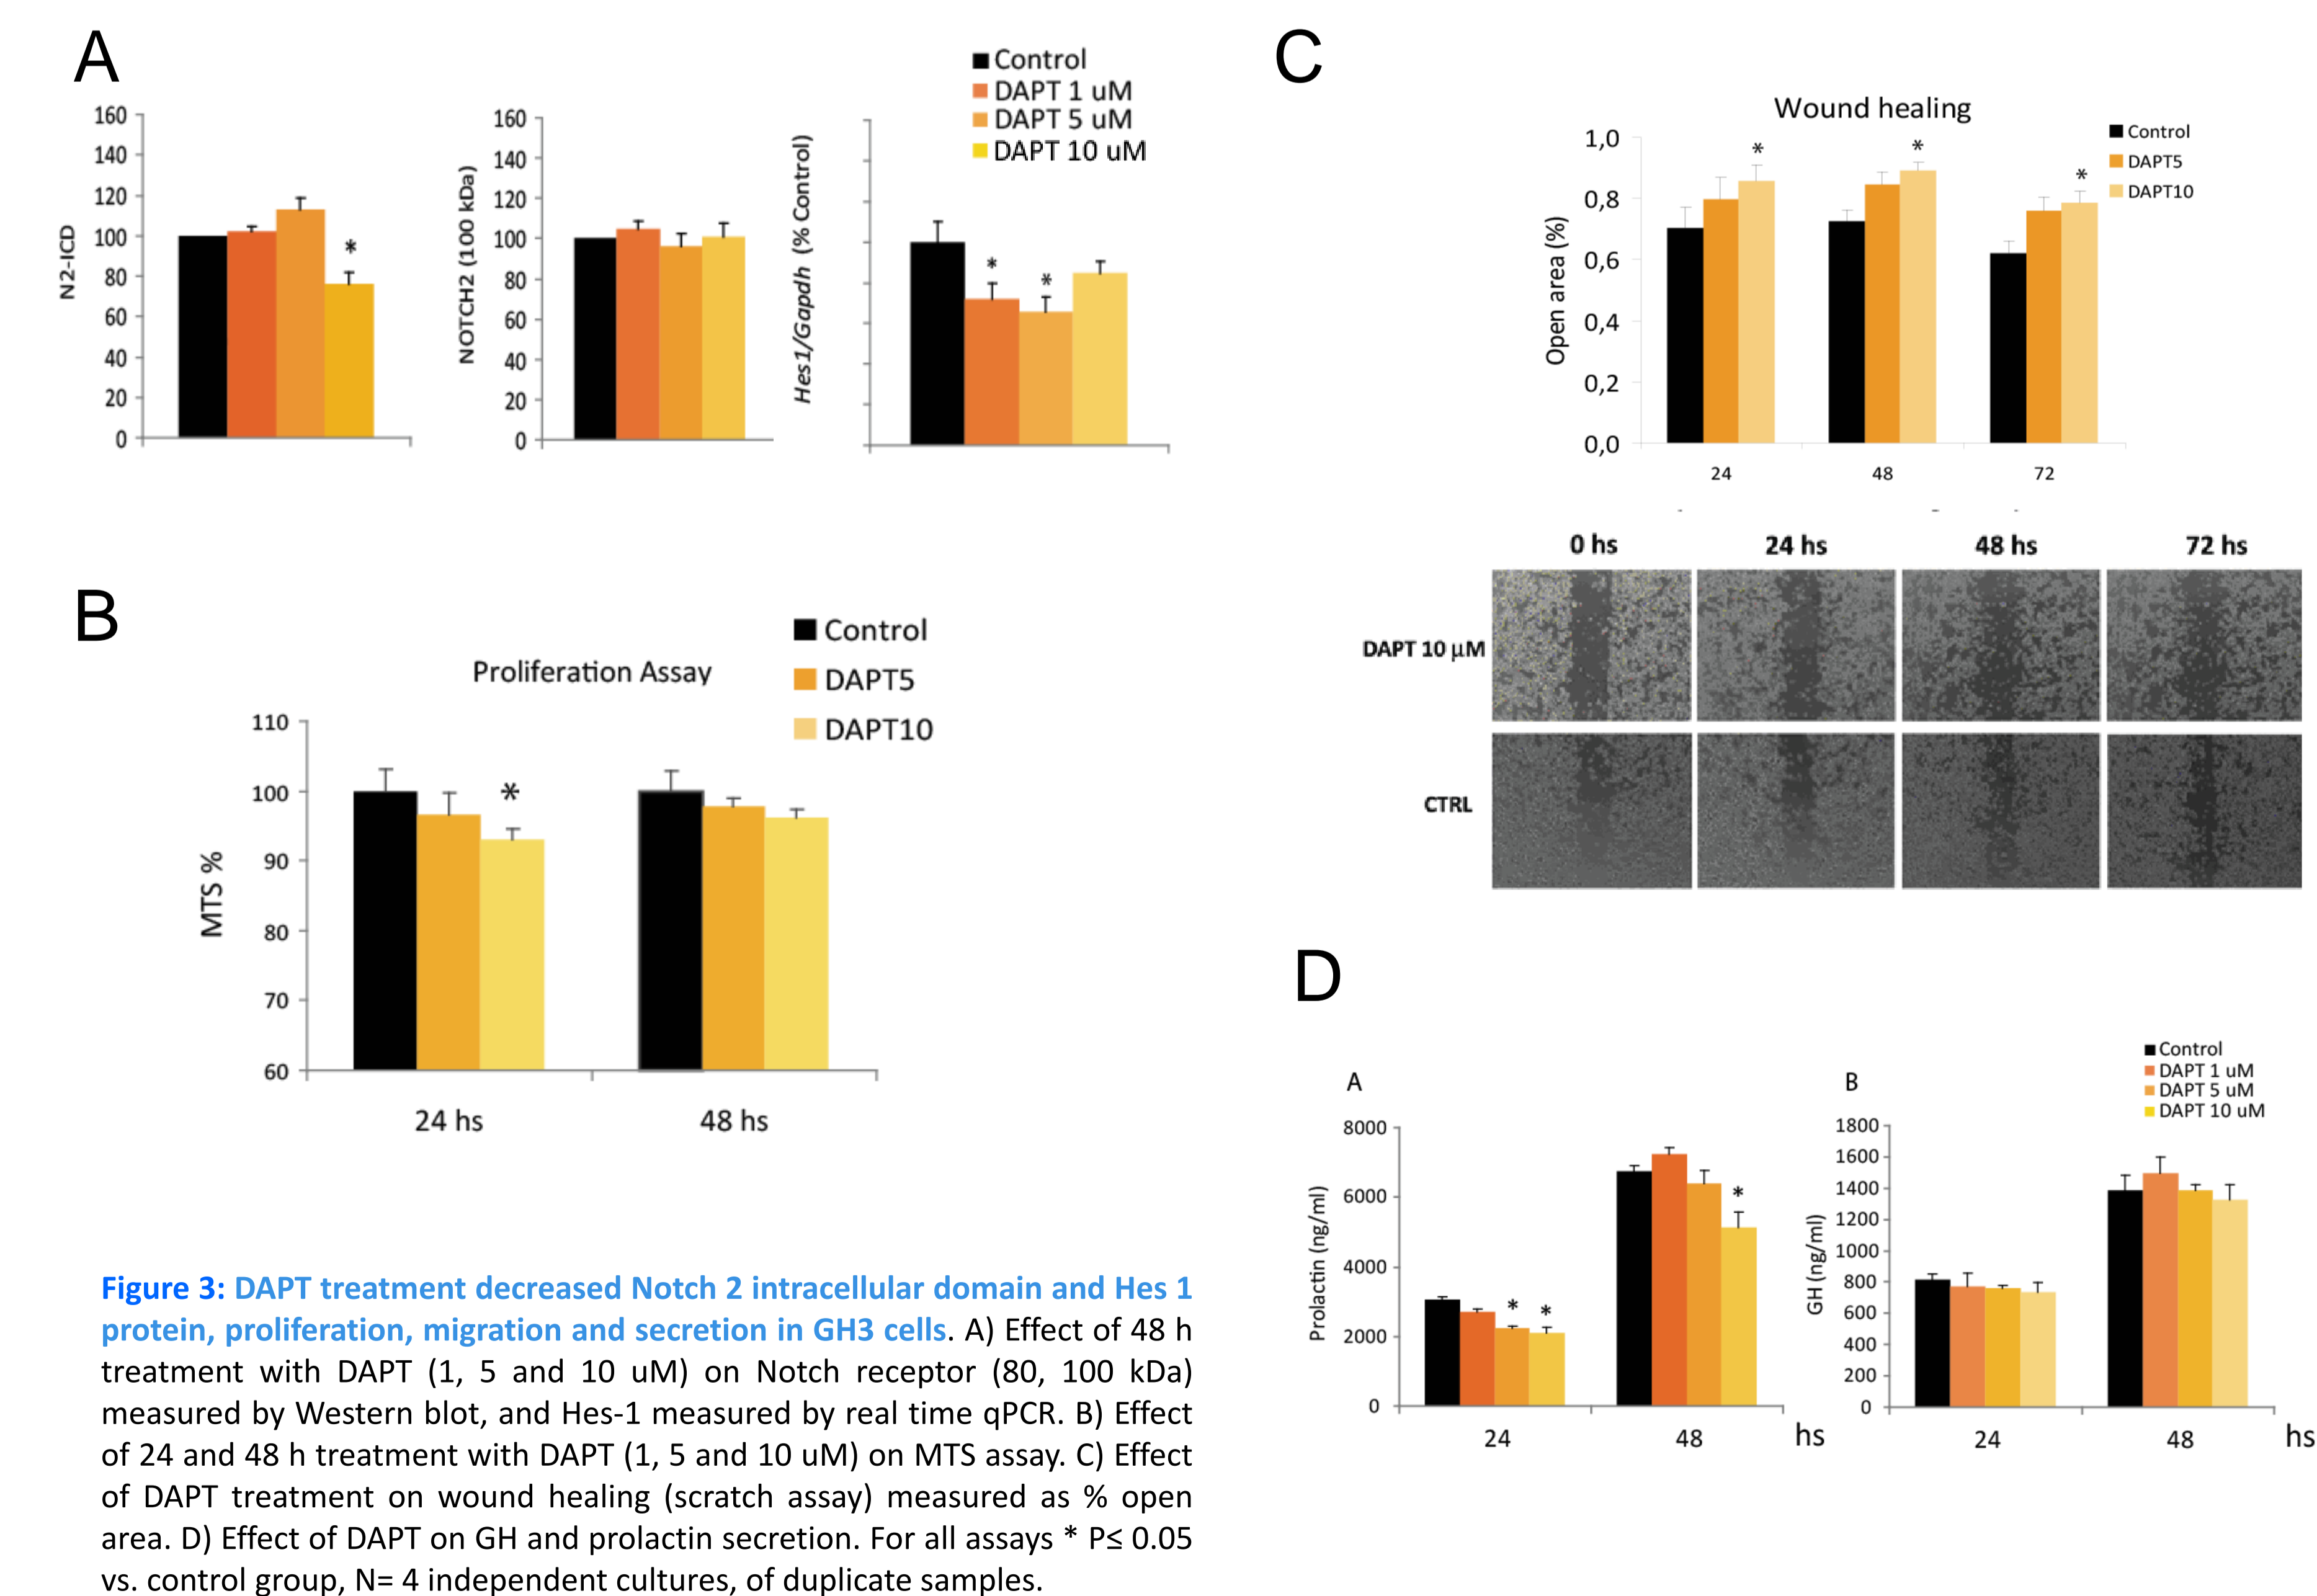 A
Control
DAPT 1 uM
DAPT 5 uM
DAPT 10 uM
N2-ICD
160
140
120
100
80
60
40
20
0
*
NOTCH2 (100 kDa)
160
140
120
100
80
60
40
20
0
Hes1/Gapdh (% Control)
*
*
B
Proliferation Assay
Control
DAPT5
DAPT10
MTS %
110
100
90
80
70
60
*
24 hs
48 hs
C
Wound healing
Control
DAPT5
DAPT10
Open area (%)
1,0
0,8
0,6
0,4
0,2
0,0
*
*
*
24
48
72
0 hs
24 hs
48 hs
72 hs
DAPT 10 µM
CTRL
D
A
Prolactin (ng/ml)
8000
6000
4000
2000
0
*
*
*
24
48
hs
B
Control
DAPT 1 uM
DAPT 5 uM
DAPT 10 uM
GH (ng/ml)
1800
1600
1400
1200
1000
800
600
400
200
0
24
48
hs
Figure 3: DAPT treatment decreased Notch 2 intracellular domain and Hes 1
protein, proliferation, migration and secretion in GH3 cells. A) Effect of 48 h
treatment with DAPT (1, 5 and 10 uM) on Notch receptor (80, 100 kDa)
measured by Western blot, and Hes-1 measured by real time qPCR. B) Effect
of 24 and 48 h treatment with DAPT (1, 5 and 10 uM) on MTS assay. C) Effect
of DAPT treatment on wound healing (scratch assay) measured as % open
area. D) Effect of DAPT on GH and prolactin secretion. For all assays * P≤ 0.05
vs. control group, N= 4 independent cultures, of duplicate samples.